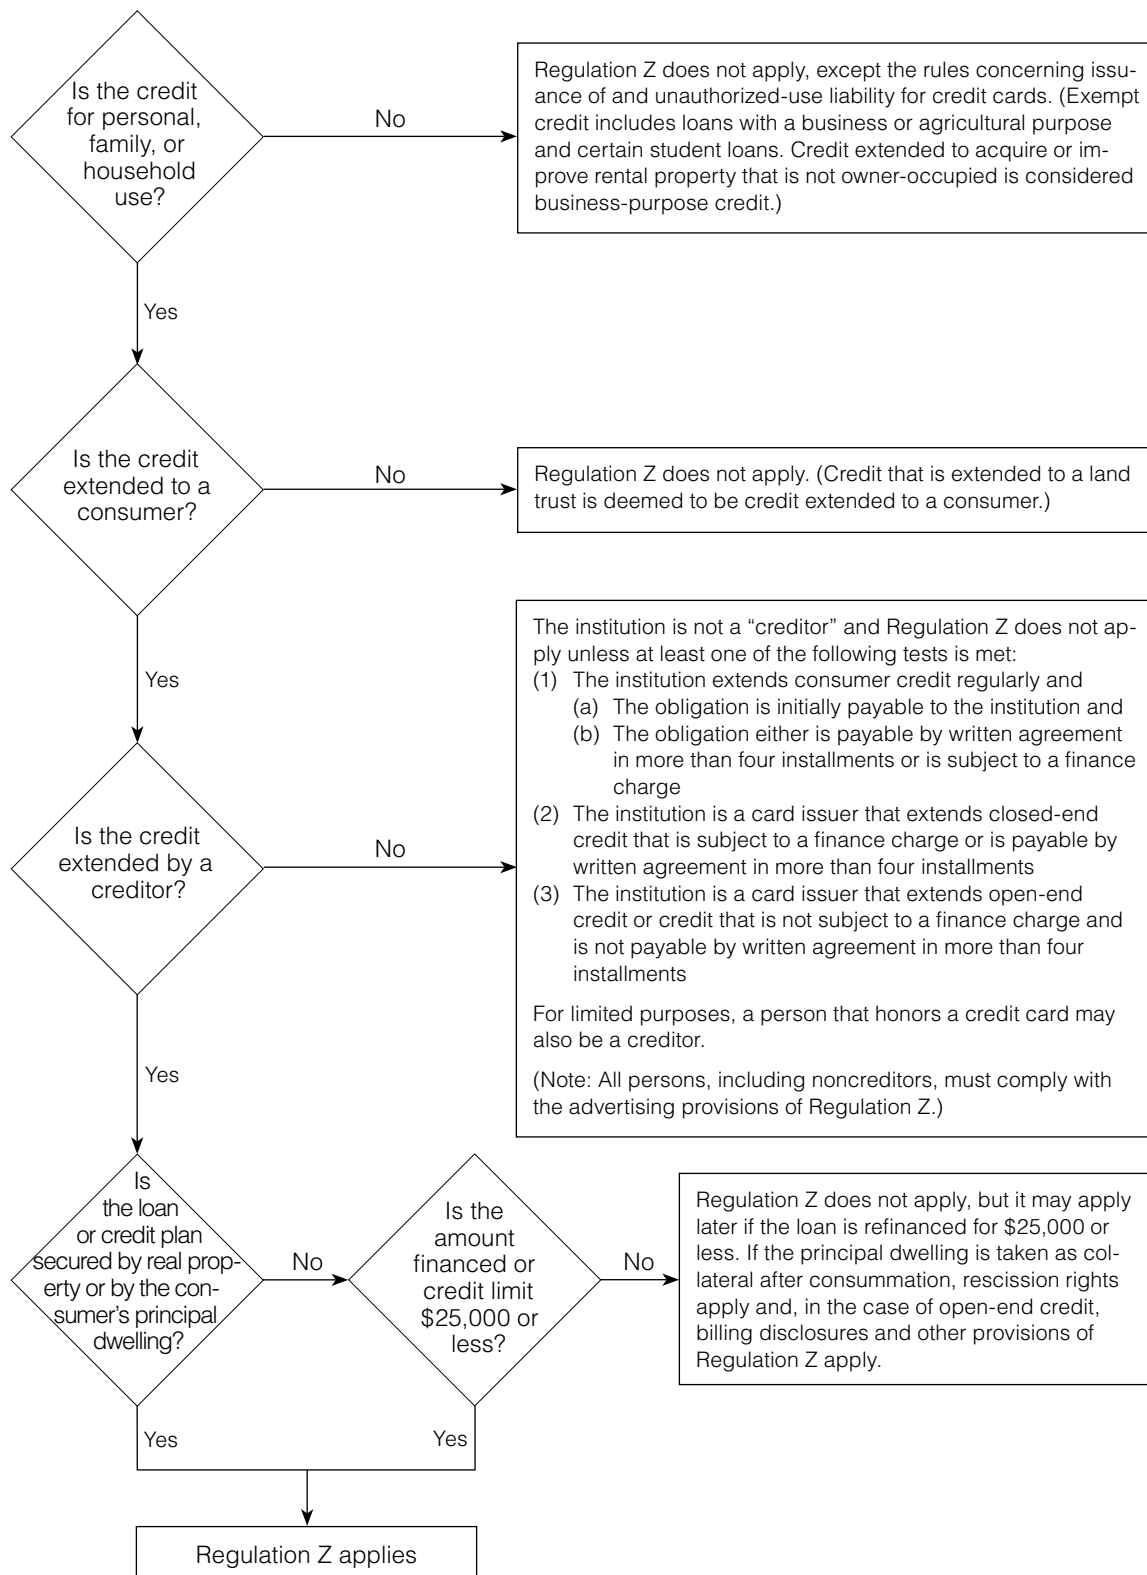 Is the credit
for personal,
family, or
household
use?
No
Regulation Z does not apply, except the rules concerning issu-
ance of and unauthorized-use liability for credit cards. (Exempt
credit includes loans with a business or agricultural purpose
and certain student loans. Credit extended to acquire or im-
prove rental property that is not owner-occupied is considered
business-purpose credit.)
Yes
Is the credit
extended to a
consumer?
No
Regulation Z does not apply. (Credit that is extended to a land
trust is deemed to be credit extended to a consumer.)
Yes
Is the credit
extended by a
creditor?
No
The institution is not a “creditor” and Regulation Z does not ap-
ply unless at least one of the following tests is met:
(1) The institution extends consumer credit regularly and
(a) The obligation is initially payable to the institution and
(b) The obligation either is payable by written agreement
in more than four installments or is subject to a finance
charge
(2) The institution is a card issuer that extends closed-end
credit that is subject to a finance charge or is payable by
written agreement in more than four installments
(3) The institution is a card issuer that extends open-end
credit or credit that is not subject to a finance charge and
is not payable by written agreement in more than four
installments
For limited purposes, a person that honors a credit card may
also be a creditor.
(Note: All persons, including noncreditors, must comply with
the advertising provisions of Regulation Z.)
Yes
Is
the loan
or credit plan
secured by real prop-
erty or by the con-
sumer’s principal
dwelling?
No
Is the
amount
financed or
credit limit
$25,000 or
less?
No
Regulation Z does not apply, but it may apply
later if the loan is refinanced for $25,000 or
less. If the principal dwelling is taken as col-
lateral after consummation, rescission rights
apply and, in the case of open-end credit,
billing disclosures and other provisions of
Regulation Z apply.
Yes
Yes
Regulation Z applies